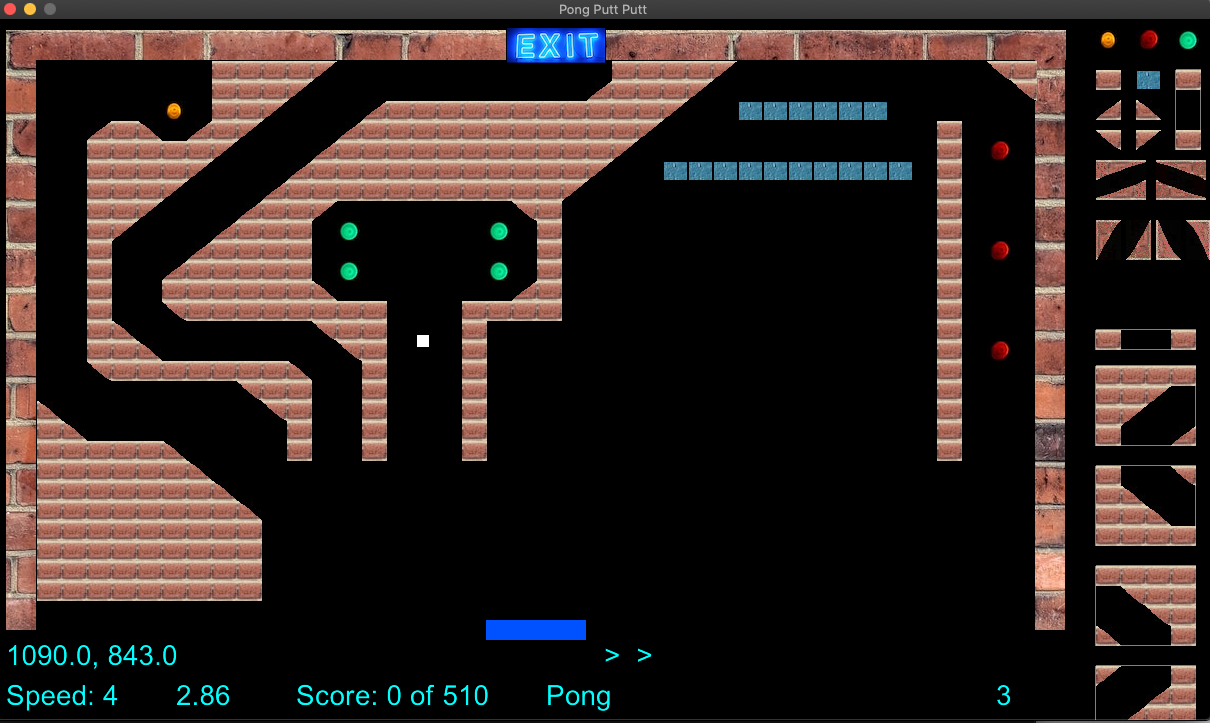 Pong Putt Putt
EXIT
1090.0, 843.0 > >
Speed: 4 2.86 Score: 0 of 510 Pong 3